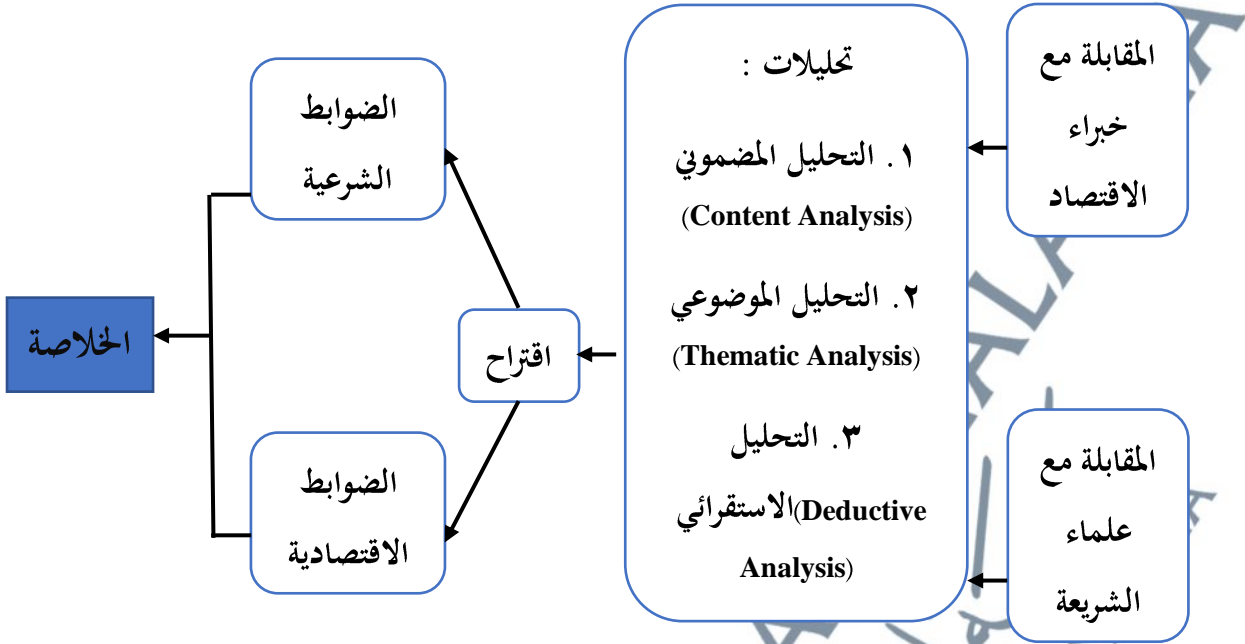 المقابلة مع
خبراء
الاقتصاد
المقابلة مع
علماء
الشريعة
تحليلات :
١. التحليل المضموني
(Content Analysis)
٢. التحليل الموضوعي
(Thematic Analysis)
٣. التحليل
الاستقرائي(Deductive
Analysis)
اقتراح
الضوابط
الشرعية
الضوابط
الاقتصادية
الخلاصة